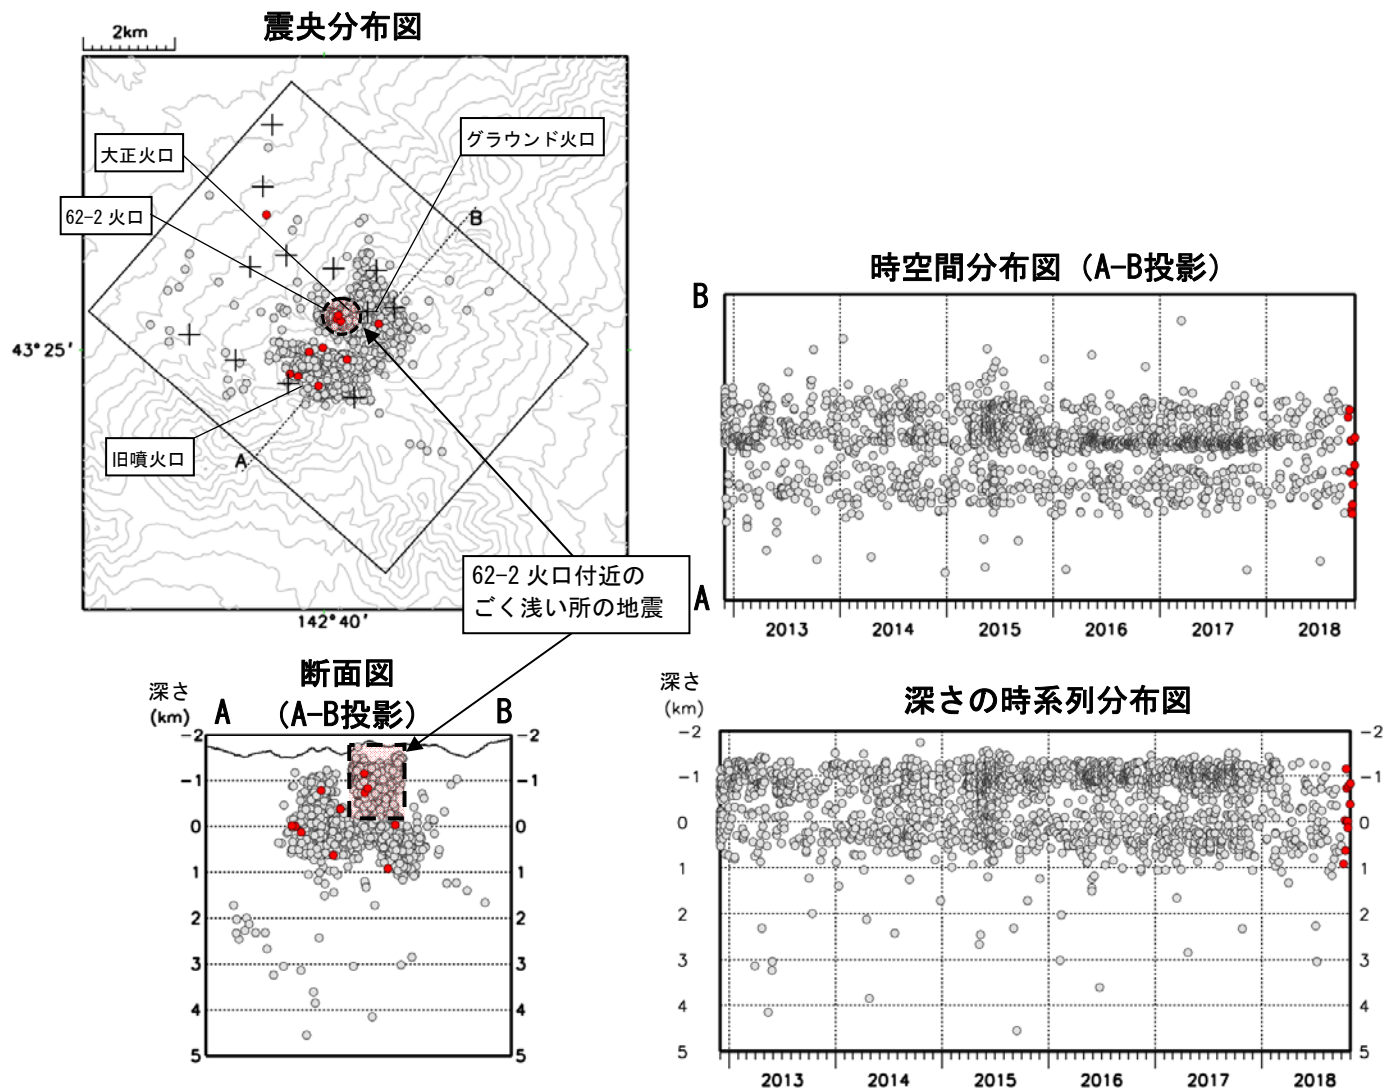 震央分布図
2km
大正火口
グラウンド火口
62-2 火口
B
43°25′
旧噴火口
A
142°40′
62-2 火口付近の
ごく浅い所の地震
時空間分布図（A-B投影）
B
A
2013 2014 2015 2016 2017 2018
断面図
（A-B投影）
深さ
(km)
A
B
-2 -2
-1 -1
0 0
1 1
2 2
3 3
4 4
5 5
深さの時系列分布図
深さ
(km)
-2 -2
-1 -1
0 0
1 1
2 2
3 3
4 4
5 5
2013 2014 2015 2016 2017 2018